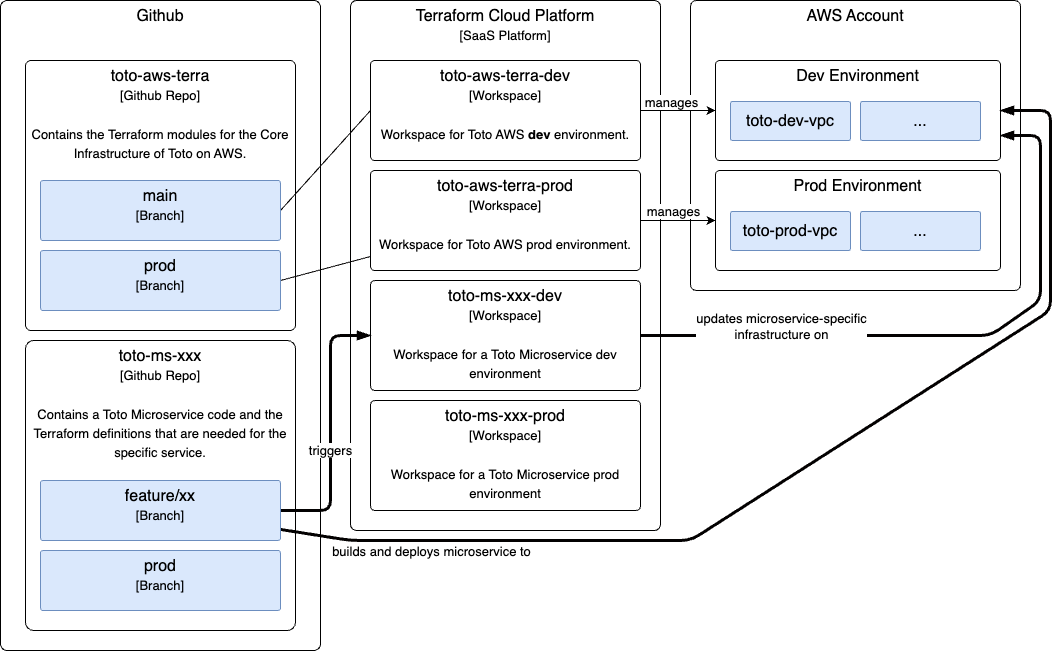 Github
toto-aws-terra
[Github Repo]
Contains the Terraform modules for the Core
Infrastructure of Toto on AWS.
main
[Branch]
prod
[Branch]
toto-ms-xxx
[Github Repo]
Contains a Toto Microservice code and the
Terraform definitions that are needed for the
specific service.
feature/xx
[Branch]
prod
[Branch]
triggers
builds and deploys microservice to
Terraform Cloud Platform
[SaaS Platform]
toto-aws-terra-dev
[Workspace]
Workspace for Toto AWS dev environment.
toto-aws-terra-prod
[Workspace]
Workspace for Toto AWS prod environment.
toto-ms-xxx-dev
[Workspace]
Workspace for a Toto Microservice dev
environment
toto-ms-xxx-prod
[Workspace]
Workspace for a Toto Microservice prod
environment
manages
manages
updates microservice-specific
infrastructure on
AWS Account
Dev Environment
toto-dev-vpc
...
Prod Environment
toto-prod-vpc
...